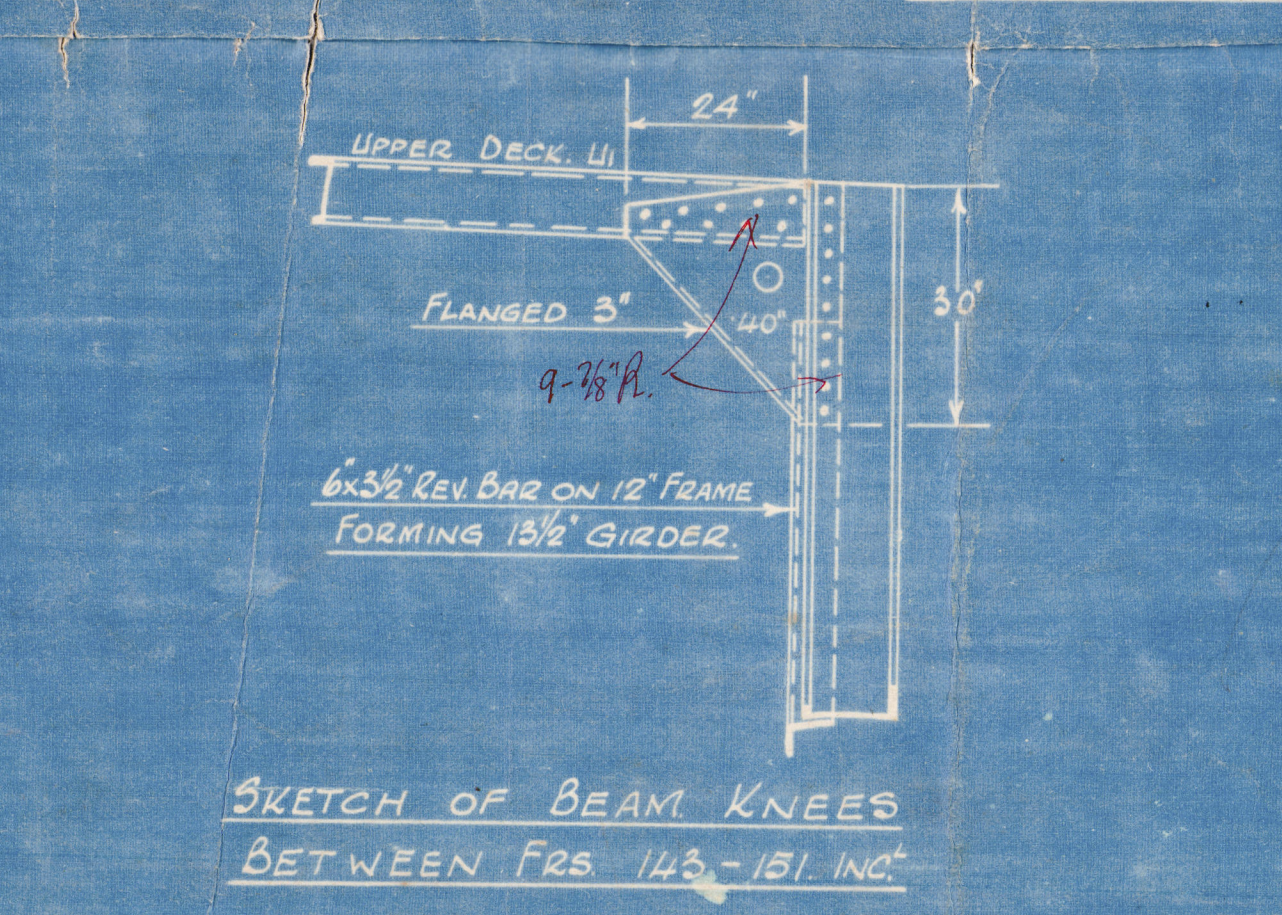 24"
UPPER DECK. U1
FLANGED 3"
30"
.40"
9-7/8" R.
6"x3½" REV. BAR ON 12" FRAME
FORMING 13½" GIRDER.
SKETCH OF BEAM KNEES
BETWEEN FRS. 143-151. INCL.